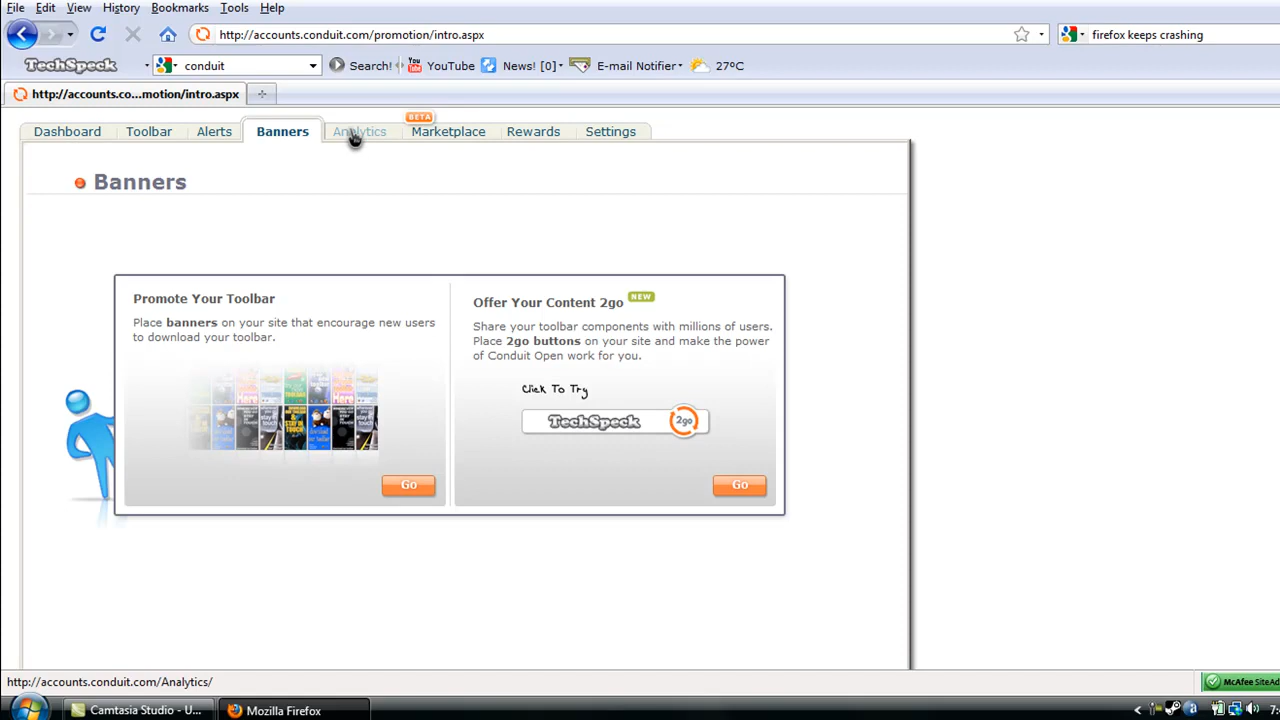 File Edit View History Bookmarks Tools Help
http://accounts.conduit.com/promotion/intro.aspx firefox keeps crashing
TechSpeck conduit Search! YouTube News! [0] E-mail Notifier 27°C
http://accounts.co...motion/intro.aspx
BETA
Dashboard Toolbar Alerts Banners Analytics Marketplace Rewards Settings
Banners
Promote Your Toolbar
Place banners on your site that encourage new users
to download your toolbar.
Go
Offer Your Content 2go NEW
Share your toolbar components with millions of users.
Place 2go buttons on your site and make the power
of Conduit Open work for you.
Click To Try
TechSpeck 2go
Go
http://accounts.conduit.com/Analytics/
McAfee SiteAd
Camtasia Studio - U... Mozilla Firefox